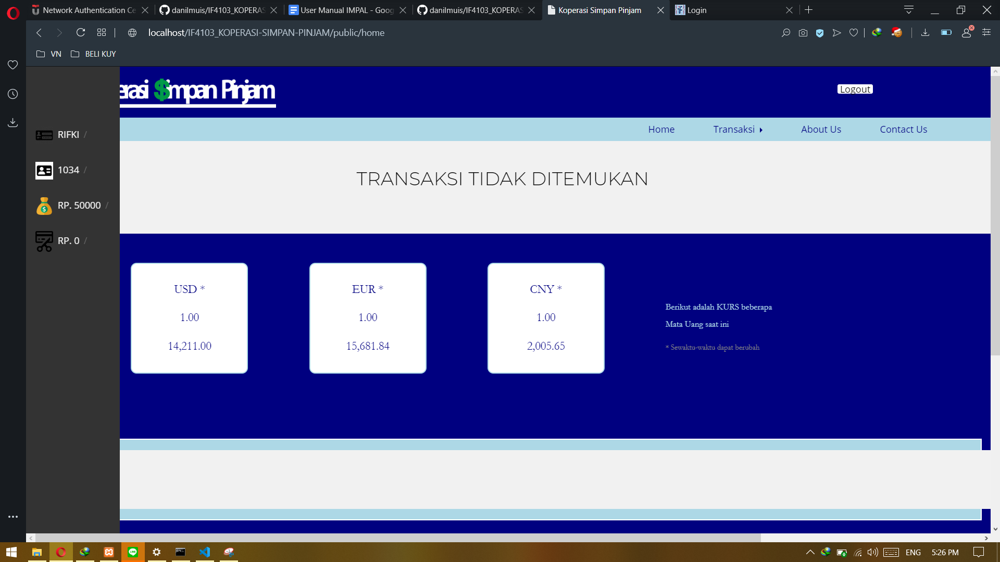 Network Authentication Ce
danilmuis/IF4103_KOPERAS
User Manual IMPAL - Goog
danilmuis/IF4103_KOPERAS
Koperasi Simpan Pinjam
Login
localhost/IF4103_KOPERASI-SIMPAN-PINJAM/public/home
VN
BELI KUY
erasi $impan Pinjam
Logout
Home
Transaksi
About Us
Contact Us
RIFKI /
1034 /
RP. 50000 /
RP. 0 /
TRANSAKSI TIDAK DITEMUKAN
USD *
1.00
14,211.00
EUR *
1.00
15,681.84
CNY *
1.00
2,005.65
Berikut adalah KURS beberapa
Mata Uang saat ini
* Sewaktu-waktu dapat berubah
ENG
5:26 PM